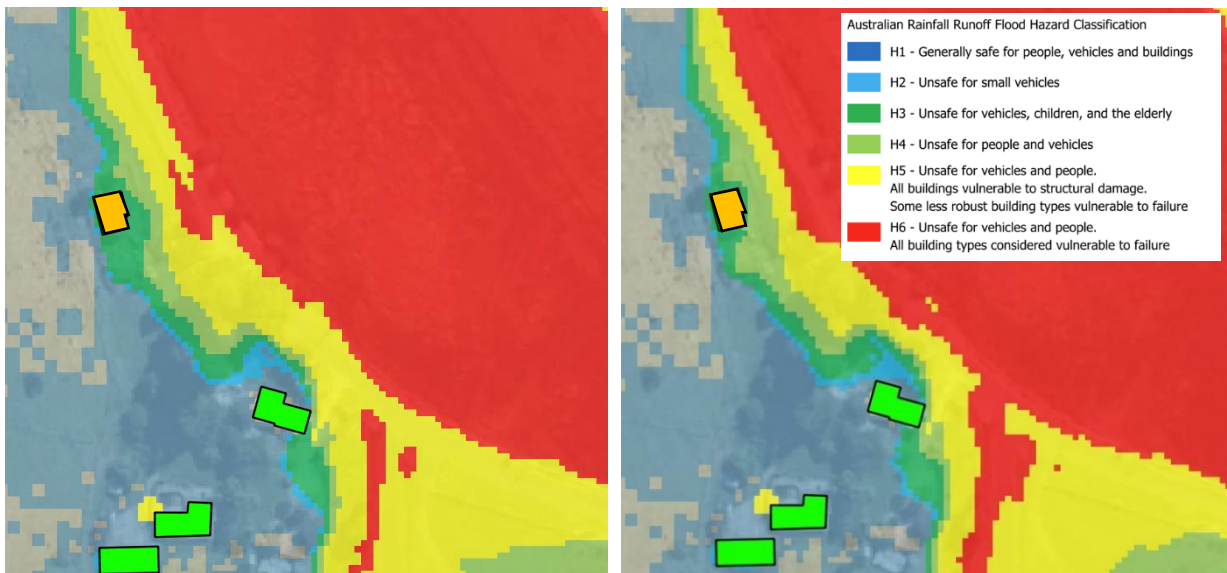 Australian Rainfall Runoff Flood Hazard Classification
H1 - Generally safe for people, vehicles and buildings
H2 - Unsafe for small vehicles
H3 - Unsafe for vehicles, children, and the elderly
H4 - Unsafe for people and vehicles
H5 - Unsafe for vehicles and people.
All buildings vulnerable to structural damage.
Some less robust building types vulnerable to failure
H6 - Unsafe for vehicles and people.
All building types considered vulnerable to failure